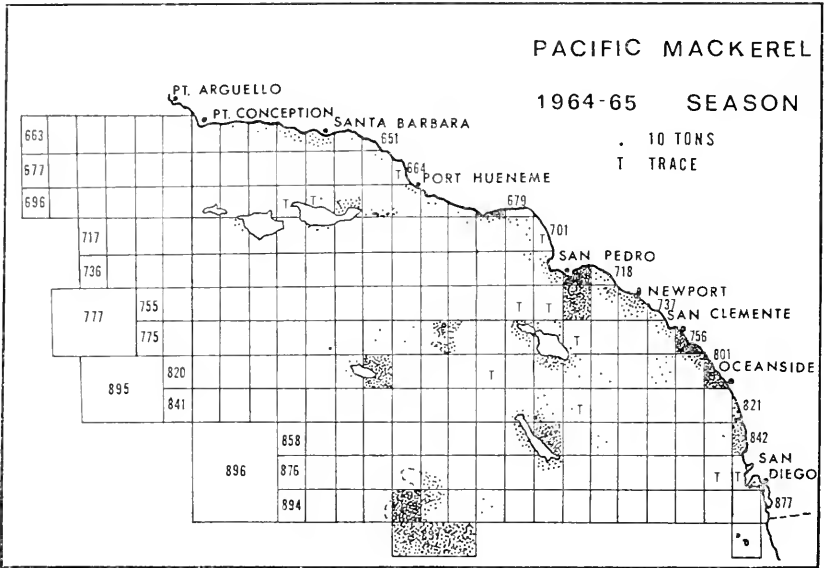 PACIFIC MACKEREL
1964-65 SEASON
. 10 TONS
T TRACE
PT. ARGUELLO
PT. CONCEPTION
SANTA BARBARA
663
651
677
T 664
PORT HUENEME
696
T T
679
717
T 701
SAN PEDRO
736
718
777
755
T T
NEWPORT
737
SAN CLEMENTE
775
T
756
801
OCEANSIDE
895
820
T
841
T
821
858
842
896
876
SAN
DIEGO
T T
894
877